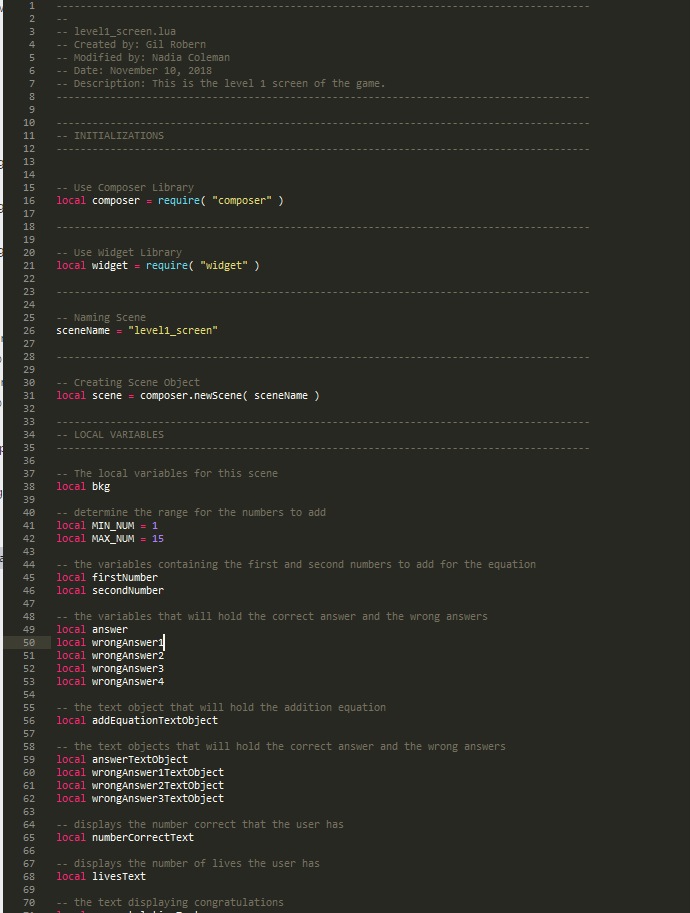 1 -----------------------------------------------------------------------------------------
2 --
3 -- level1_screen.lua
4 -- Created by: Gil Robern
5 -- Modified by: Nadia Coleman
6 -- Date: November 10, 2018
7 -- Description: This is the level 1 screen of the game.
8 -----------------------------------------------------------------------------------------
9
10 -----------------------------------------------------------------------------------------
11 -- INITIALIZATIONS
12 -----------------------------------------------------------------------------------------
13
14
15 -- Use Composer Library
16 local composer = require( "composer" )
17
18 -----------------------------------------------------------------------------------------
19
20 -- Use Widget Library
21 local widget = require( "widget" )
22
23 -----------------------------------------------------------------------------------------
24
25 -- Naming Scene
26 sceneName = "level1_screen"
27
28 -----------------------------------------------------------------------------------------
29
30 -- Creating Scene Object
31 local scene = composer.newScene( sceneName )
32
33 -----------------------------------------------------------------------------------------
34 -- LOCAL VARIABLES
35 -----------------------------------------------------------------------------------------
36
37 -- The local variables for this scene
38 local bkg
39
40 -- determine the range for the numbers to add
41 local MIN_NUM = 1
42 local MAX_NUM = 15
43
44 -- the variables containing the first and second numbers to add for the equation
45 local firstNumber
46 local secondNumber
47
48 -- the variables that will hold the correct answer and the wrong answers
49 local answer
50 local wrongAnswer1
51 local wrongAnswer2
52 local wrongAnswer3
53 local wrongAnswer4
54
55 -- the text object that will hold the addition equation
56 local addEquationTextObject
57
58 -- the text objects that will hold the correct answer and the wrong answers
59 local answerTextObject
60 local wrongAnswer1TextObject
61 local wrongAnswer2TextObject
62 local wrongAnswer3TextObject
63
64 -- displays the number correct that the user has
65 local numberCorrectText
66
67 -- displays the number of lives the user has
68 local livesText
69
70 -- the text displaying congratulations